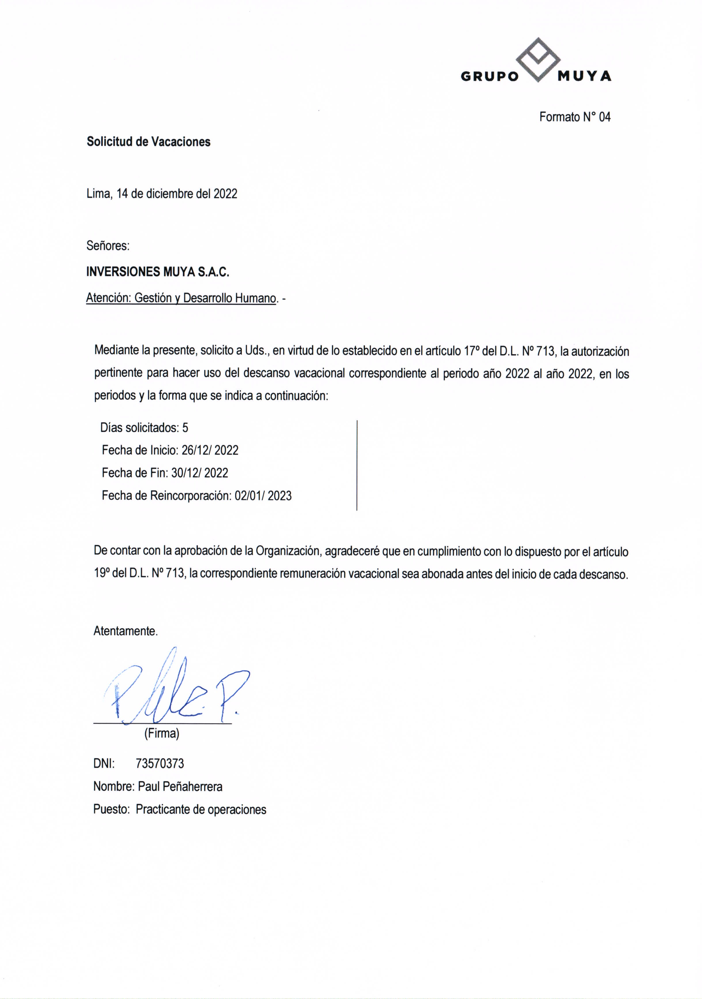 GRUPO MUYA
Formato N° 04
Solicitud de Vacaciones
Lima, 14 de diciembre del 2022
Señores:
INVERSIONES MUYA S.A.C.
Atención: Gestión y Desarrollo Humano. -
Mediante la presente, solicito a Uds., en virtud de lo establecido en el artículo 17º del D.L. Nº 713, la autorización
pertinente para hacer uso del descanso vacacional correspondiente al periodo año 2022 al año 2022, en los
periodos y la forma que se indica a continuación:
Días solicitados: 5
Fecha de Inicio: 26/12/ 2022
Fecha de Fin: 30/12/ 2022
Fecha de Reincorporación: 02/01/ 2023
De contar con la aprobación de la Organización, agradeceré que en cumplimiento con lo dispuesto por el artículo
19º del D.L. Nº 713, la correspondiente remuneración vacacional sea abonada antes del inicio de cada descanso.
Atentamente.
(Firma)
DNI: 73570373
Nombre: Paul Peñaherrera
Puesto: Practicante de operaciones